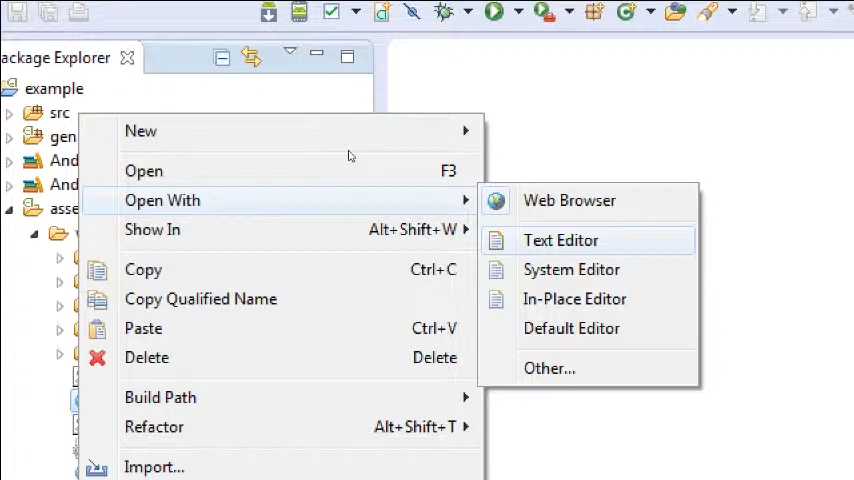 ackage Explorer
example
src
gen
And
And
asse
New
Open F3
Open With
Show In Alt+Shift+W
Copy Ctrl+C
Copy Qualified Name
Paste Ctrl+V
Delete Delete
Build Path
Refactor Alt+Shift+T
Import...
Web Browser
Text Editor
System Editor
In-Place Editor
Default Editor
Other...